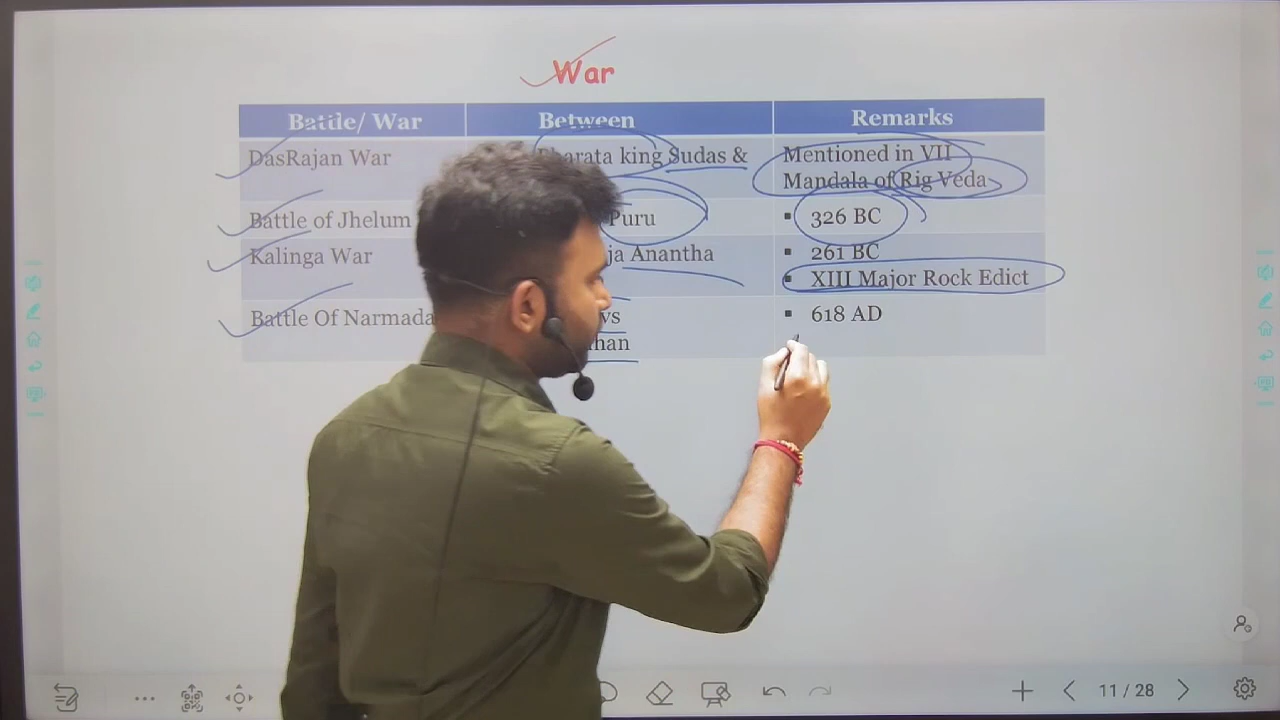 War
Battle/ War Between Remarks
DasRajan War Bharata king Sudas & Mentioned in VII
Mandala of Rig Veda
Battle of Jhelum Puru ▪ 326 BC
Kalinga War Anantha ▪ 261 BC
▪ XIII Major Rock Edict
Battle Of Narmada vs ▪ 618 AD
11 / 28